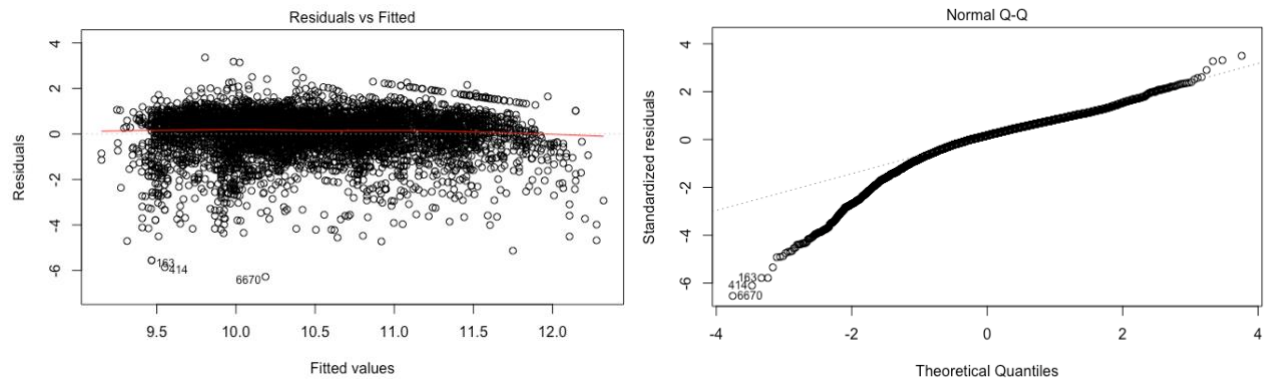 Residuals vs Fitted
Residuals
4
2
0
-2
-4
-6
163
414
6670
9.5 10.0 10.5 11.0 11.5 12.0
Fitted values
Normal Q-Q
Standardized residuals
4
2
0
-2
-4
-6
163
414
6670
-4 -2 0 2 4
Theoretical Quantiles